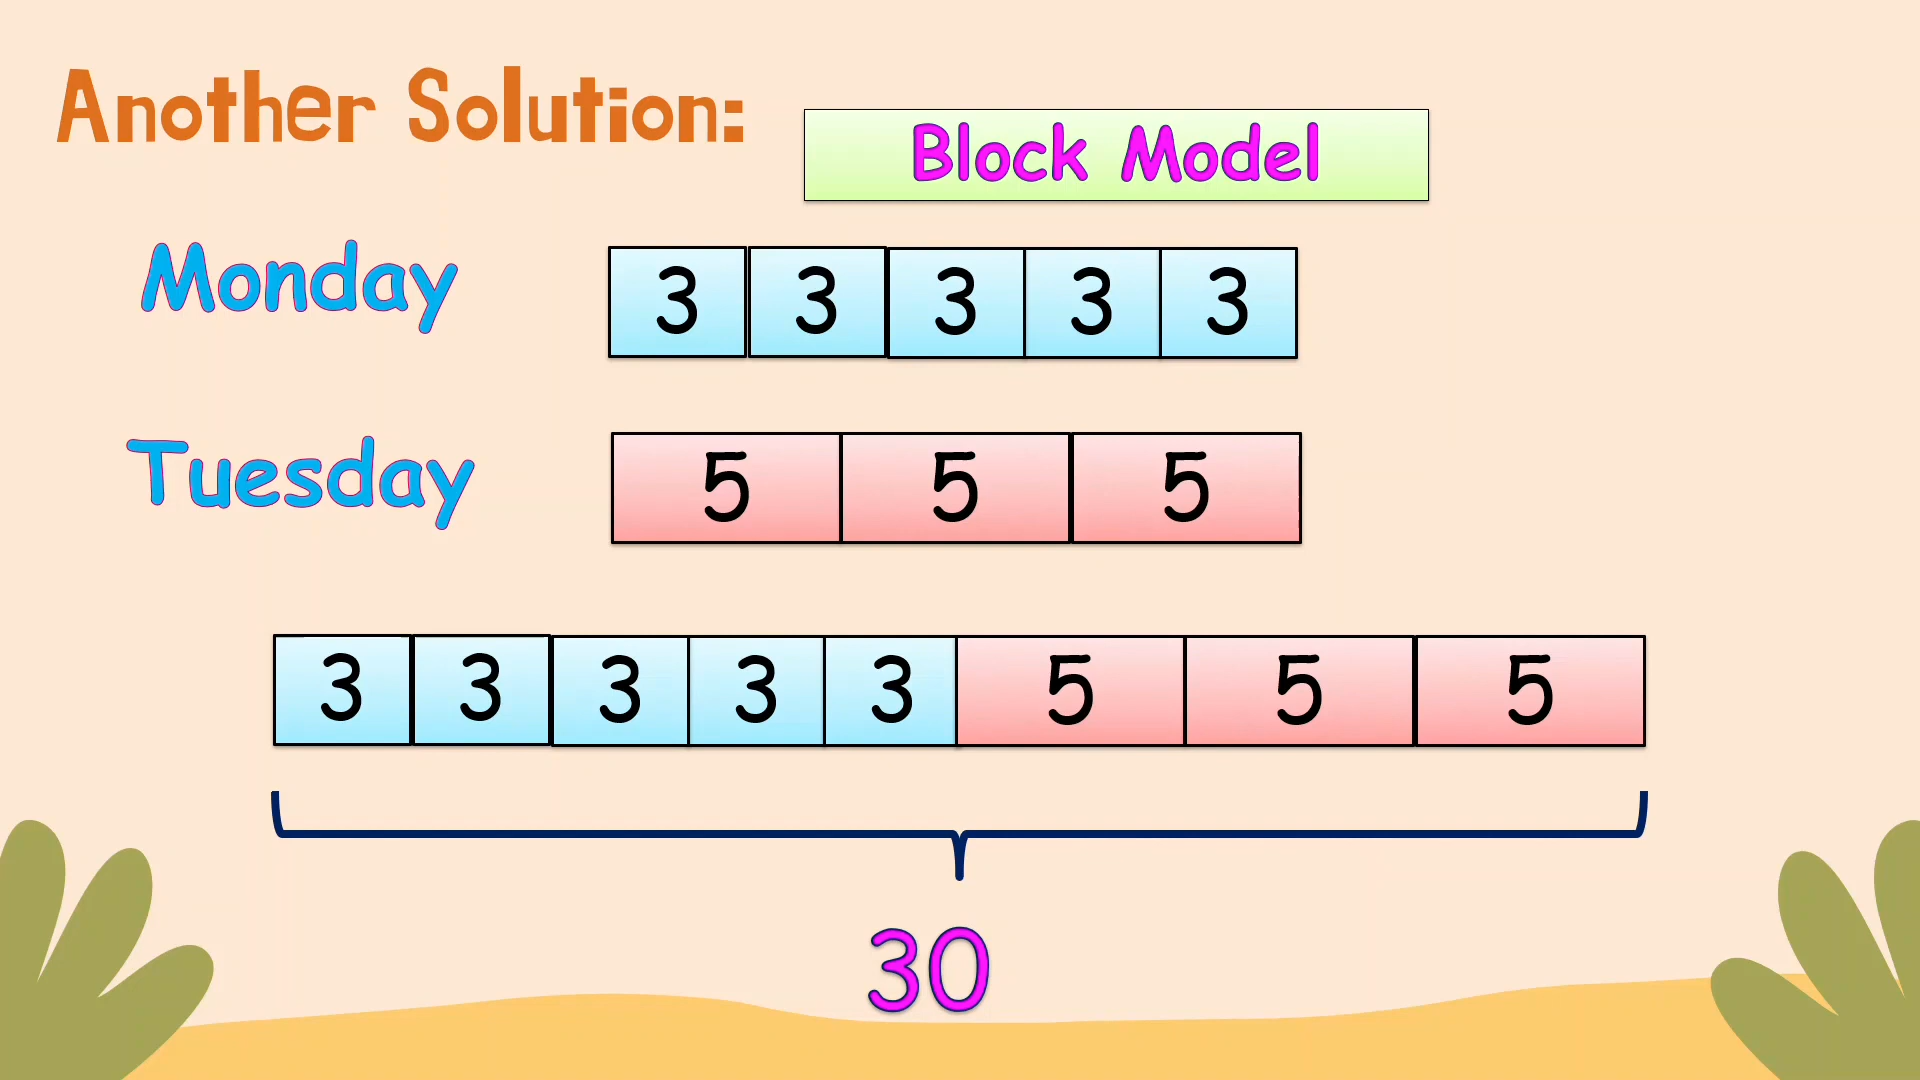 Another Solution:
Block Model
Monday
3 3 3 3 3
Tuesday
5 5 5
3 3 3 3 3 5 5 5
30